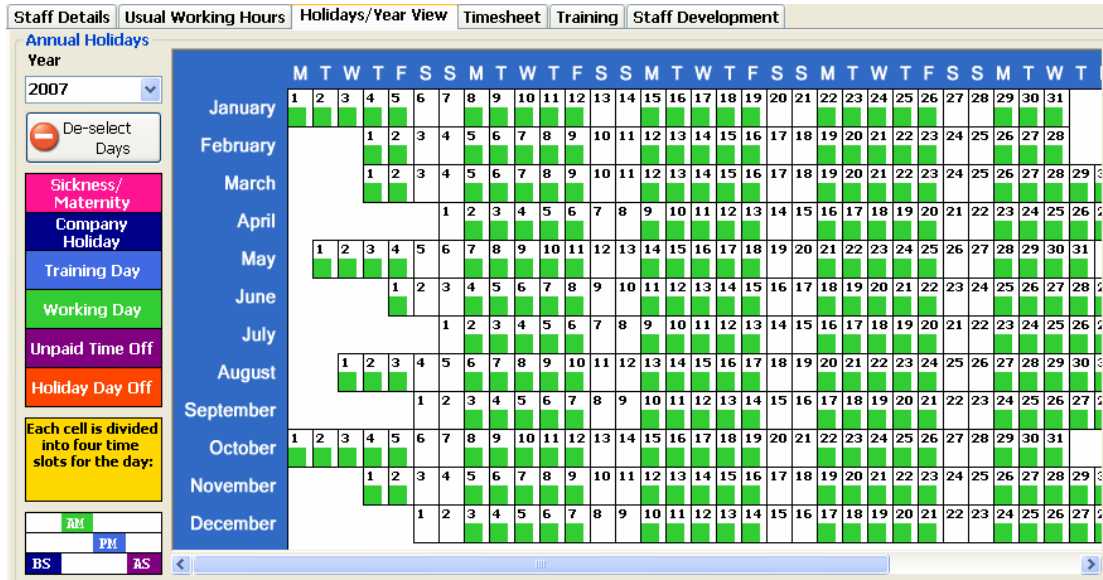 Staff Details Usual Working Hours Holidays/Year View Timesheet Training Staff Development
Annual Holidays
Year
2007
De-select
Days
Sickness/
Maternity
Company
Holiday
Training Day
Working Day
Unpaid Time Off
Holiday Day Off
Each cell is divided
into four time
slots for the day:
AM
PM
BS AS
M T W T F S S M T W T F S S M T W T F S S M T W T F S S M T W T
January 1 2 3 4 5 6 7 8 9 10 11 12 13 14 15 16 17 18 19 20 21 22 23 24 25 26 27 28 29 30 31
February 1 2 3 4 5 6 7 8 9 10 11 12 13 14 15 16 17 18 19 20 21 22 23 24 25 26 27 28
March 1 2 3 4 5 6 7 8 9 10 11 12 13 14 15 16 17 18 19 20 21 22 23 24 25 26 27 28 29
April 1 2 3 4 5 6 7 8 9 10 11 12 13 14 15 16 17 18 19 20 21 22 23 24 25 26
May 1 2 3 4 5 6 7 8 9 10 11 12 13 14 15 16 17 18 19 20 21 22 23 24 25 26 27 28 29 30 31
June 1 2 3 4 5 6 7 8 9 10 11 12 13 14 15 16 17 18 19 20 21 22 23 24 25 26 27 28
July 1 2 3 4 5 6 7 8 9 10 11 12 13 14 15 16 17 18 19 20 21 22 23 24 25 26
August 1 2 3 4 5 6 7 8 9 10 11 12 13 14 15 16 17 18 19 20 21 22 23 24 25 26 27 28 29 30
September 1 2 3 4 5 6 7 8 9 10 11 12 13 14 15 16 17 18 19 20 21 22 23 24 25 26 27
October 1 2 3 4 5 6 7 8 9 10 11 12 13 14 15 16 17 18 19 20 21 22 23 24 25 26 27 28 29 30 31
November 1 2 3 4 5 6 7 8 9 10 11 12 13 14 15 16 17 18 19 20 21 22 23 24 25 26 27 28 29
December 1 2 3 4 5 6 7 8 9 10 11 12 13 14 15 16 17 18 19 20 21 22 23 24 25 26 27